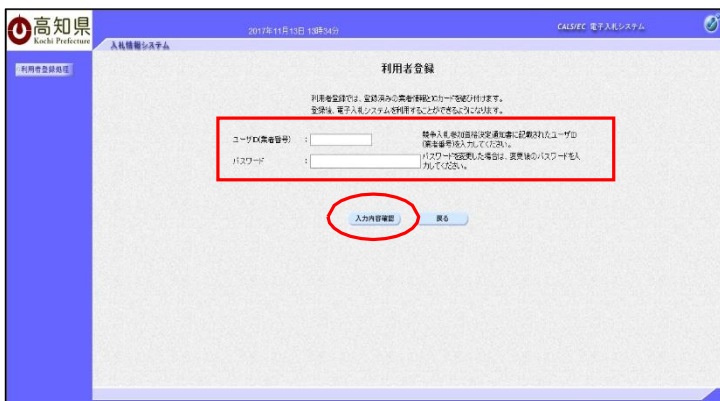 高知県
Kochi Prefecture
2017年11月13日 13時34分
CALS/EC 電子入札システム
入札情報システム
利用者登録処理
利用者登録
利用者登録では、登録済みの業者情報とICカードを結び付けます。
登録後、電子入札システムを利用することができるようになります。
ユーザID(業者番号) :
競争入札参加資格決定通知書に記載されたユーザID
(業者番号)を入力してください。
パスワード :
パスワードを変更した場合は、変更後のパスワードを入
力してください。
入力内容確認
戻る